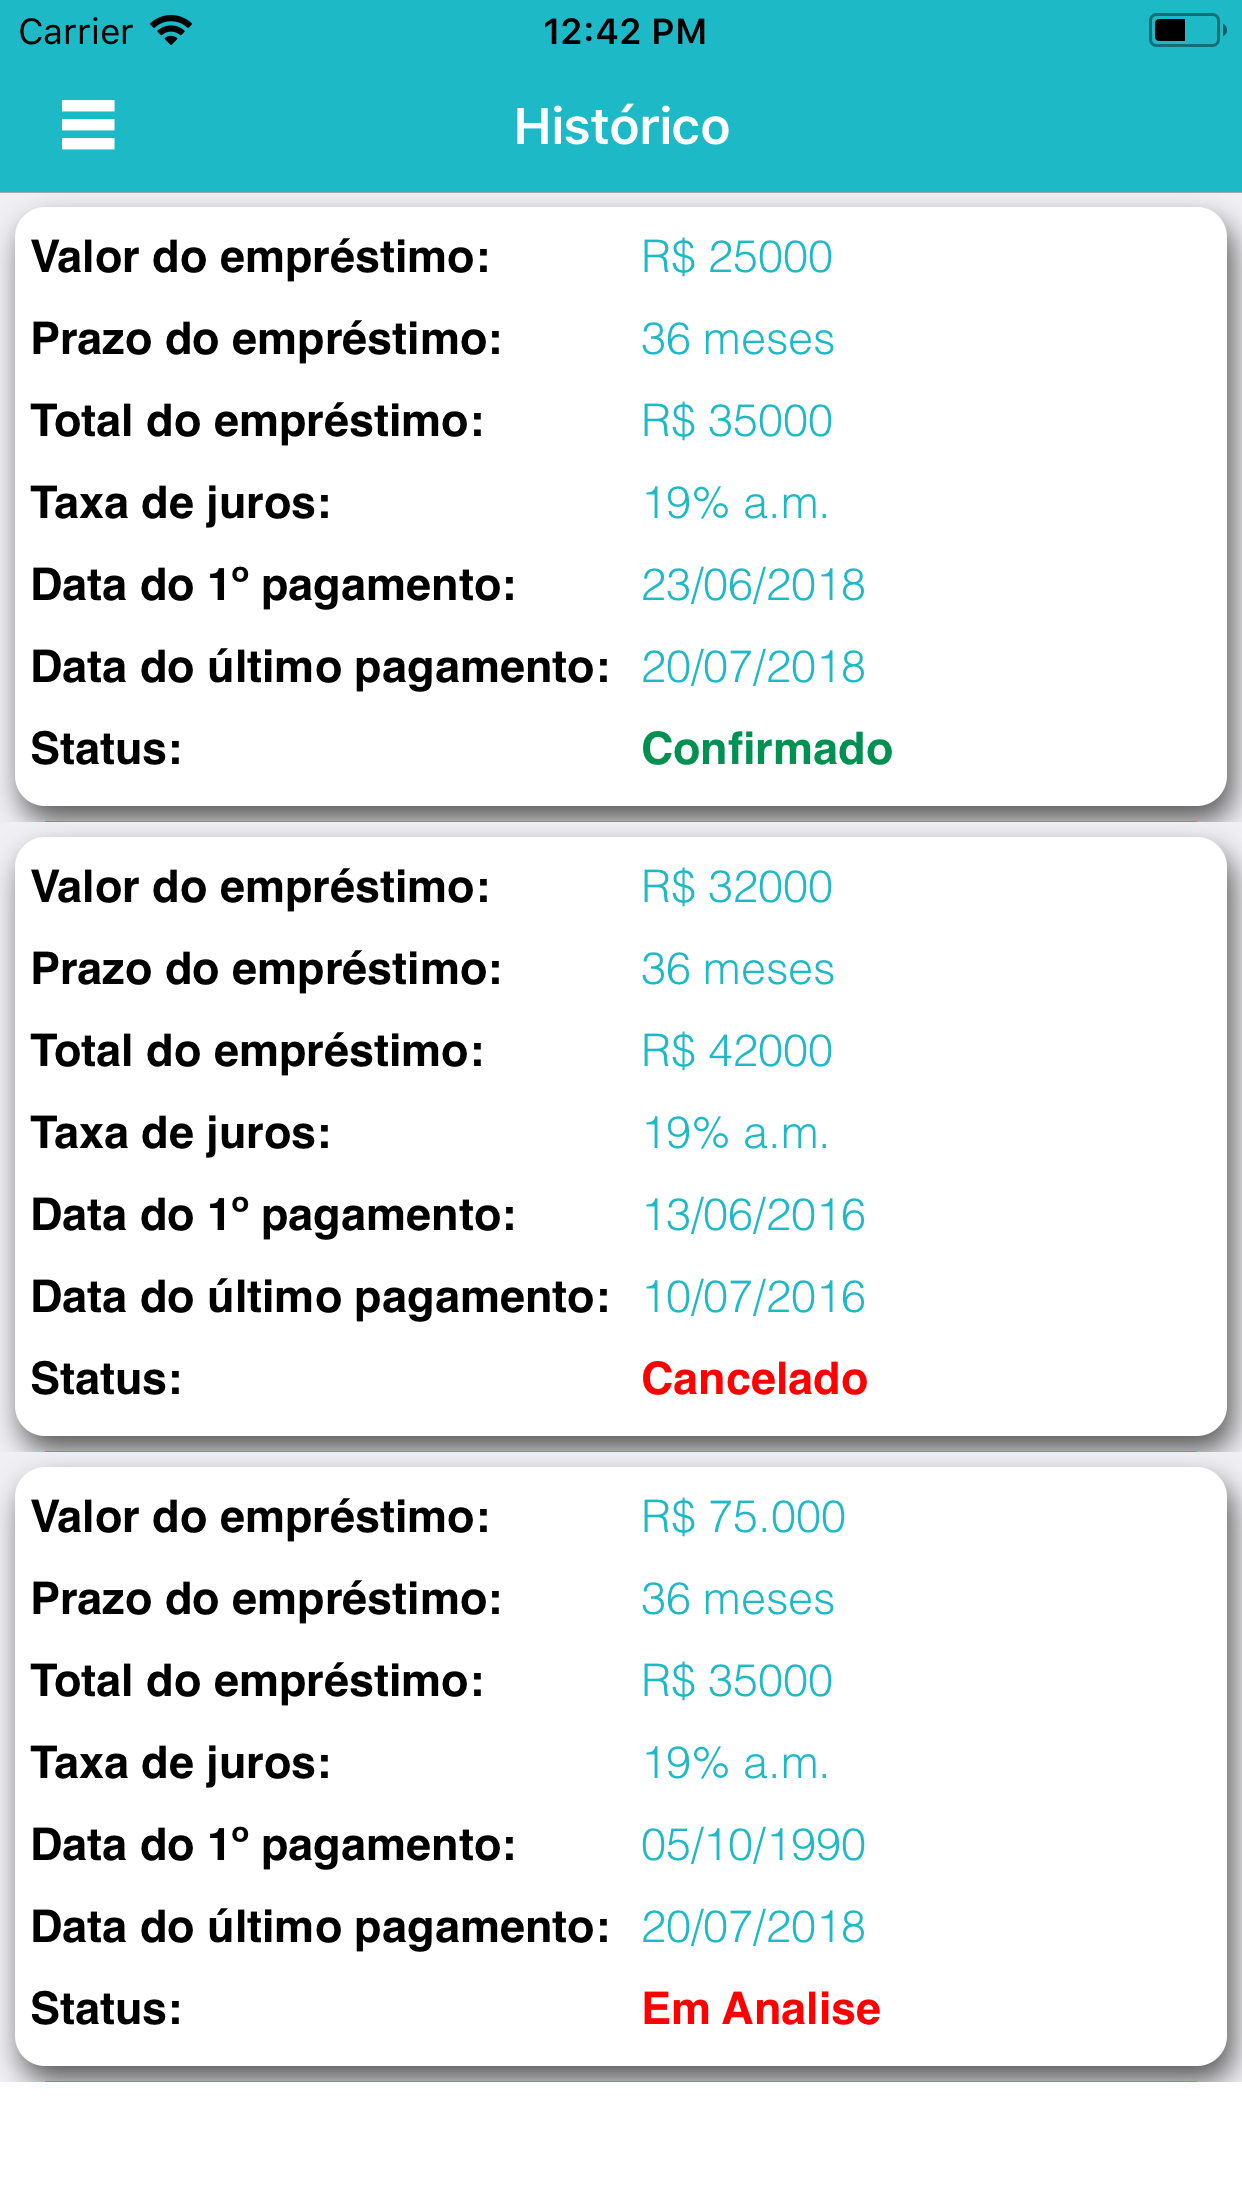 Carrier 12:42 PM
Histórico
Valor do empréstimo: R$ 25000
Prazo do empréstimo: 36 meses
Total do empréstimo: R$ 35000
Taxa de juros: 19% a.m.
Data do 1º pagamento: 23/06/2018
Data do último pagamento: 20/07/2018
Status: Confirmado
Valor do empréstimo: R$ 32000
Prazo do empréstimo: 36 meses
Total do empréstimo: R$ 42000
Taxa de juros: 19% a.m.
Data do 1º pagamento: 13/06/2016
Data do último pagamento: 10/07/2016
Status: Cancelado
Valor do empréstimo: R$ 75.000
Prazo do empréstimo: 36 meses
Total do empréstimo: R$ 35000
Taxa de juros: 19% a.m.
Data do 1º pagamento: 05/10/1990
Data do último pagamento: 20/07/2018
Status: Em Analise